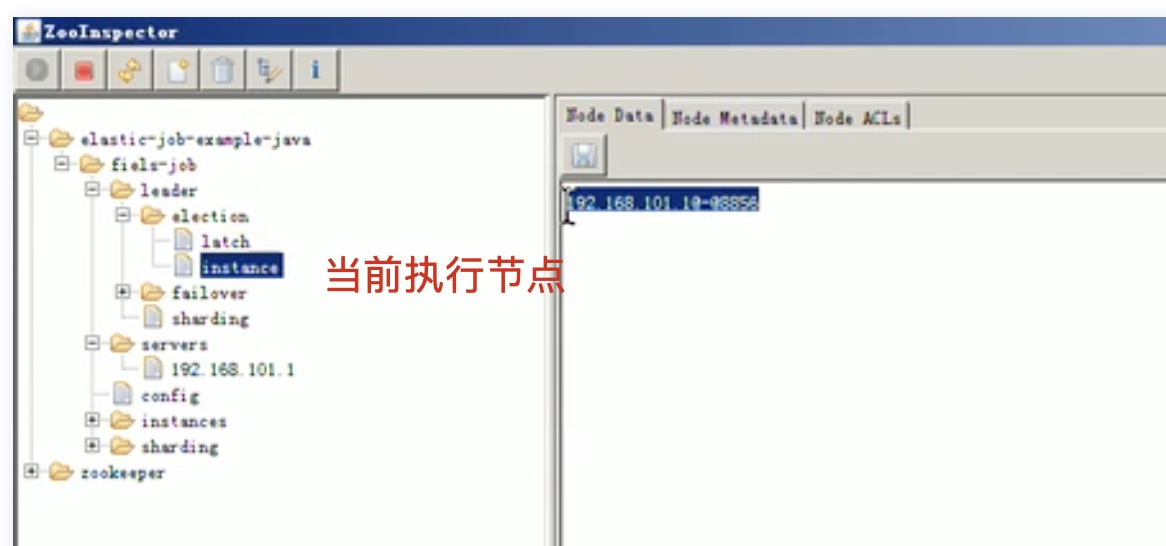 ZooInspector
Node Data
Node Metadata
Node ACLs
elastic-job-example-java
fiels-job
leader
election
latch
instance
当前执行节点
failover
sharding
servers
192.168.101.1
config
instances
sharding
zookeeper
192.168.101.1@-@8856